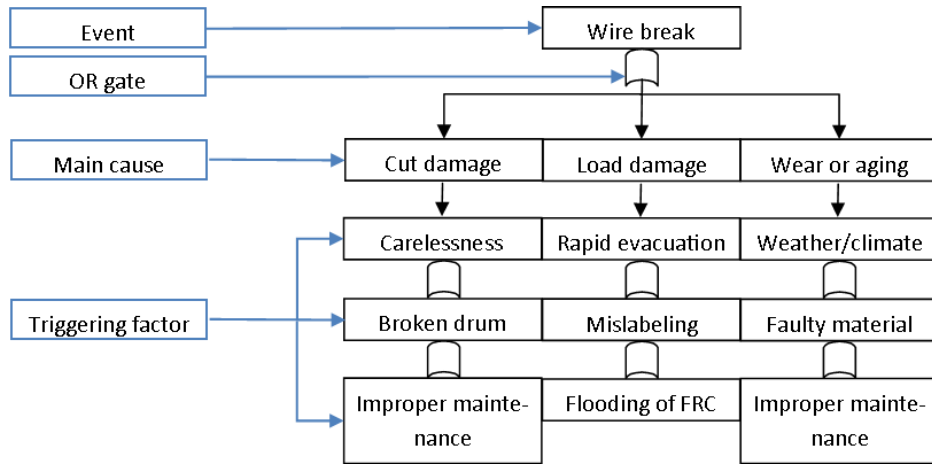 Event
Wire break
OR gate
Main cause
Cut damage
Load damage
Wear or aging
Carelessness
Rapid evacuation
Weather/climate
Triggering factor
Broken drum
Mislabeling
Faulty material
Improper mainte-
nance
Flooding of FRC
Improper mainte-
nance